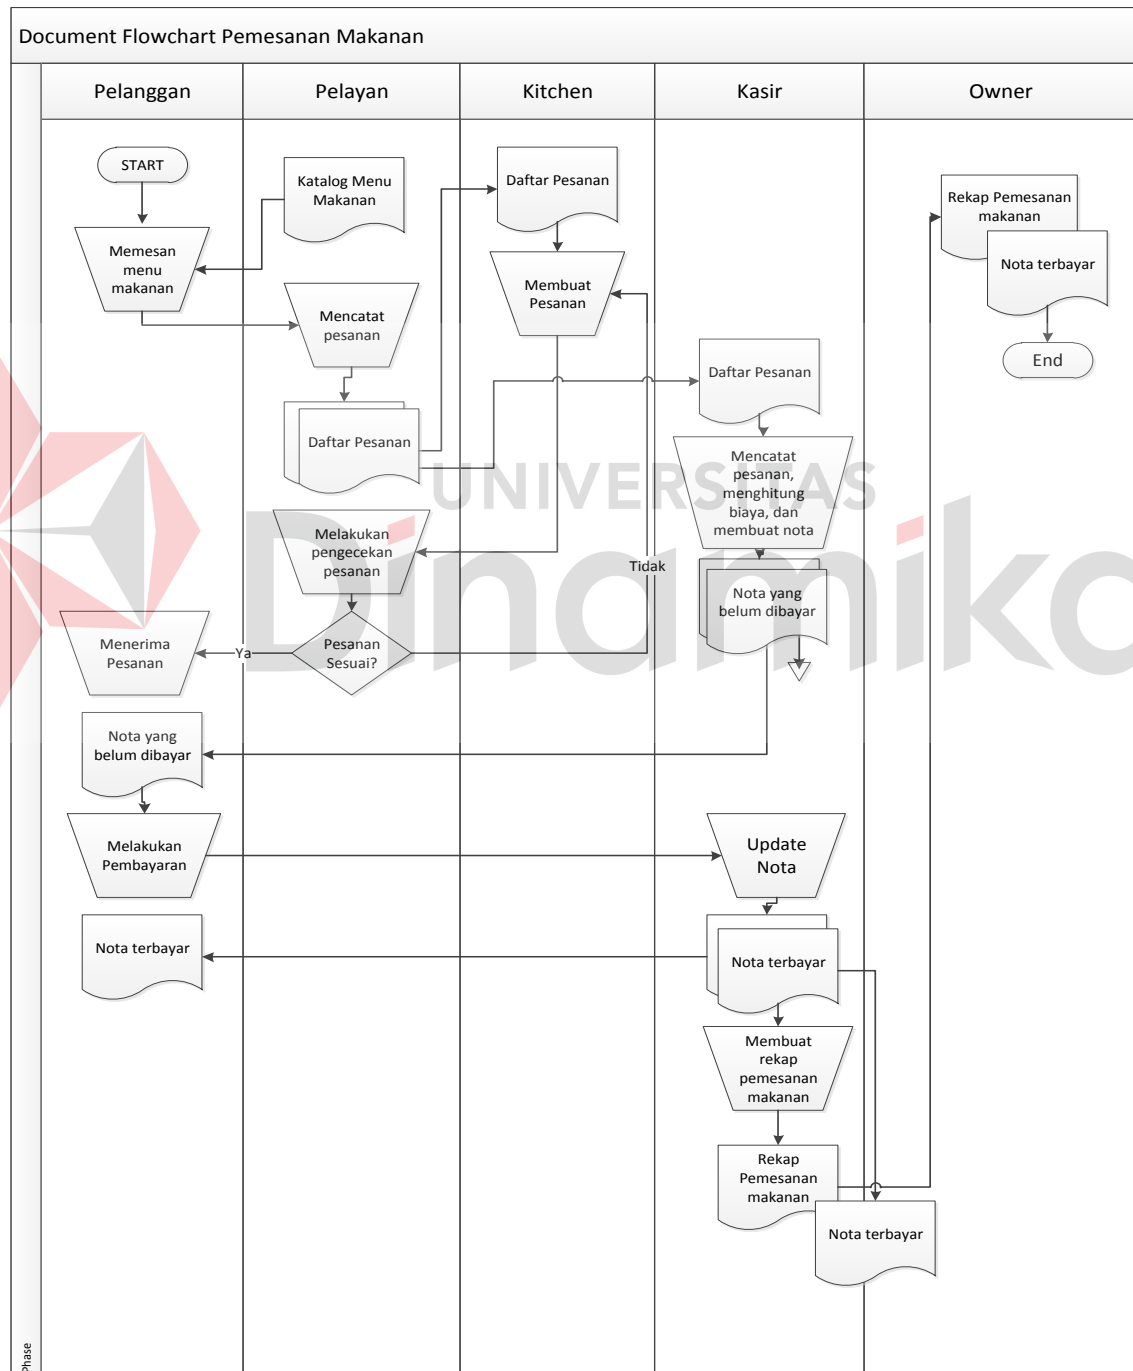 Document Flowchart Pemesanan Makanan
Pelanggan
Pelayan
Kitchen
Kasir
Owner
START
Katalog Menu
Makanan
Daftar Pesanan
Rekap Pemesanan
makanan
Nota terbayar
End
Memesan
menu
makanan
Mencatat
pesanan
Membuat
Pesanan
Daftar Pesanan
Daftar Pesanan
Mencatat
pesanan,
menghitung
biaya, dan
membuat nota
UNIVERSITAS
Dinamika
Melakukan
pengecekan
pesanan
Tidak
Nota yang
belum dibayar
Menerima
Pesanan
Ya
Pesanan
Sesuai?
Nota yang
belum dibayar
Melakukan
Pembayaran
Update
Nota
Nota terbayar
Nota terbayar
Membuat
rekap
pemesanan
makanan
Rekap
Pemesanan
makanan
Nota terbayar
Phase